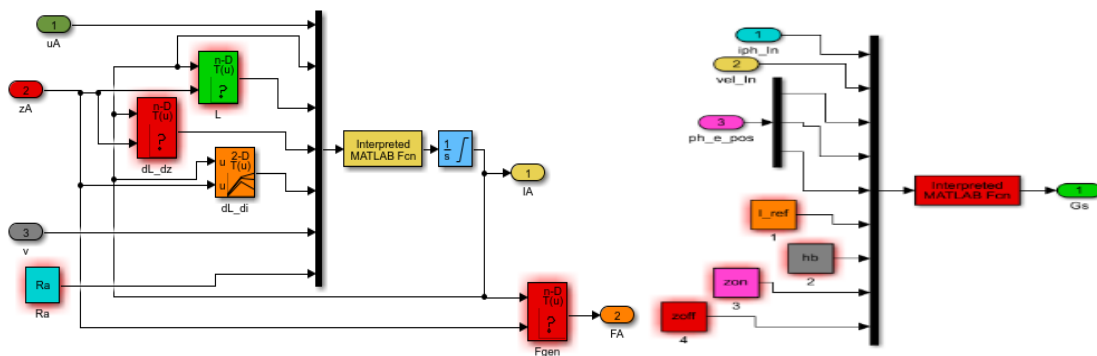 1
uA
2
zA
n-D
T(u)
?
L
n-D
T(u)
?
dL_dz
2-D
T(u)
u
u
dL_di
3
v
Ra
Ra
Interpreted
MATLAB Fcn
1
s
1
IA
n-D
T(u)
?
Fgen
2
FA
1
iph_In
2
vel_In
3
ph_e_pos
I_ref
1
hb
2
zon
3
zoff
4
Interpreted
MATLAB Fcn
1
Gs